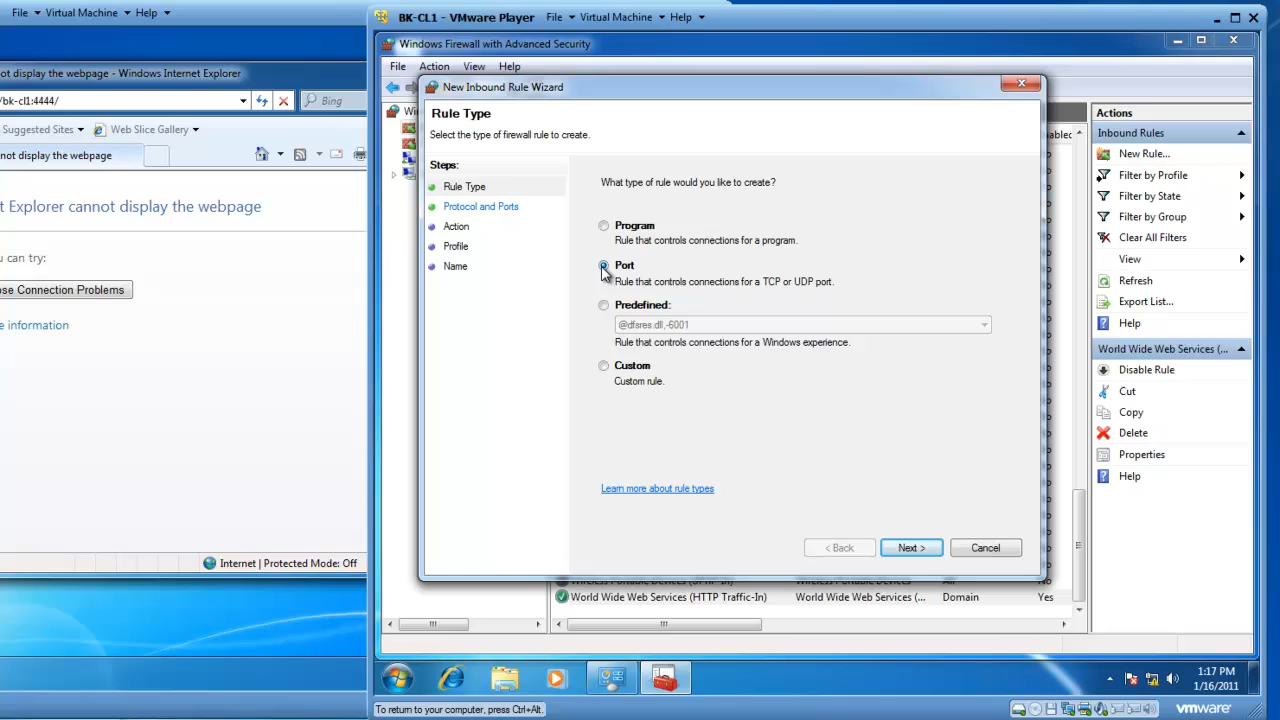 File Virtual Machine Help
ot display the webpage - Windows Internet Explorer
/bk-cl1:4444/
Bing
Suggested Sites Web Slice Gallery
not display the webpage
t Explorer cannot display the webpage
ou can try:
ose Connection Problems
e information
Internet | Protected Mode: Off
BK-CL1 - VMware Player File Virtual Machine Help
Windows Firewall with Advanced Security
File Action View Help
New Inbound Rule Wizard
Rule Type
Select the type of firewall rule to create.
Steps:
Rule Type
Protocol and Ports
Action
Profile
Name
What type of rule would you like to create?
Program
Rule that controls connections for a program.
Port
Rule that controls connections for a TCP or UDP port.
Predefined:
@dfsres.dll,-6001
Rule that controls connections for a Windows experience.
Custom
Custom rule.
Learn more about rule types
< Back Next > Cancel
World Wide Web Services (HTTP Traffic-In) World Wide Web Services (... Domain Yes
Actions
Inbound Rules
New Rule...
Filter by Profile
Filter by State
Filter by Group
Clear All Filters
View
Refresh
Export List...
Help
World Wide Web Services (...
Disable Rule
Cut
Copy
Delete
Properties
Help
1:17 PM
1/16/2011
To return to your computer, press Ctrl+Alt.
vmware